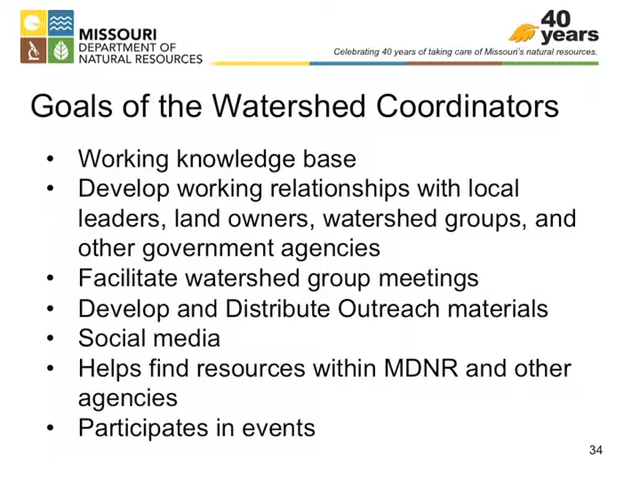 MISSOURI
DEPARTMENT OF
NATURAL RESOURCES
40
years
Celebrating 40 years of taking care of Missouri's natural resources.
Goals of the Watershed Coordinators
• Working knowledge base
• Develop working relationships with local
leaders, land owners, watershed groups, and
other government agencies
• Facilitate watershed group meetings
• Develop and Distribute Outreach materials
• Social media
• Helps find resources within MDNR and other
agencies
• Participates in events
34